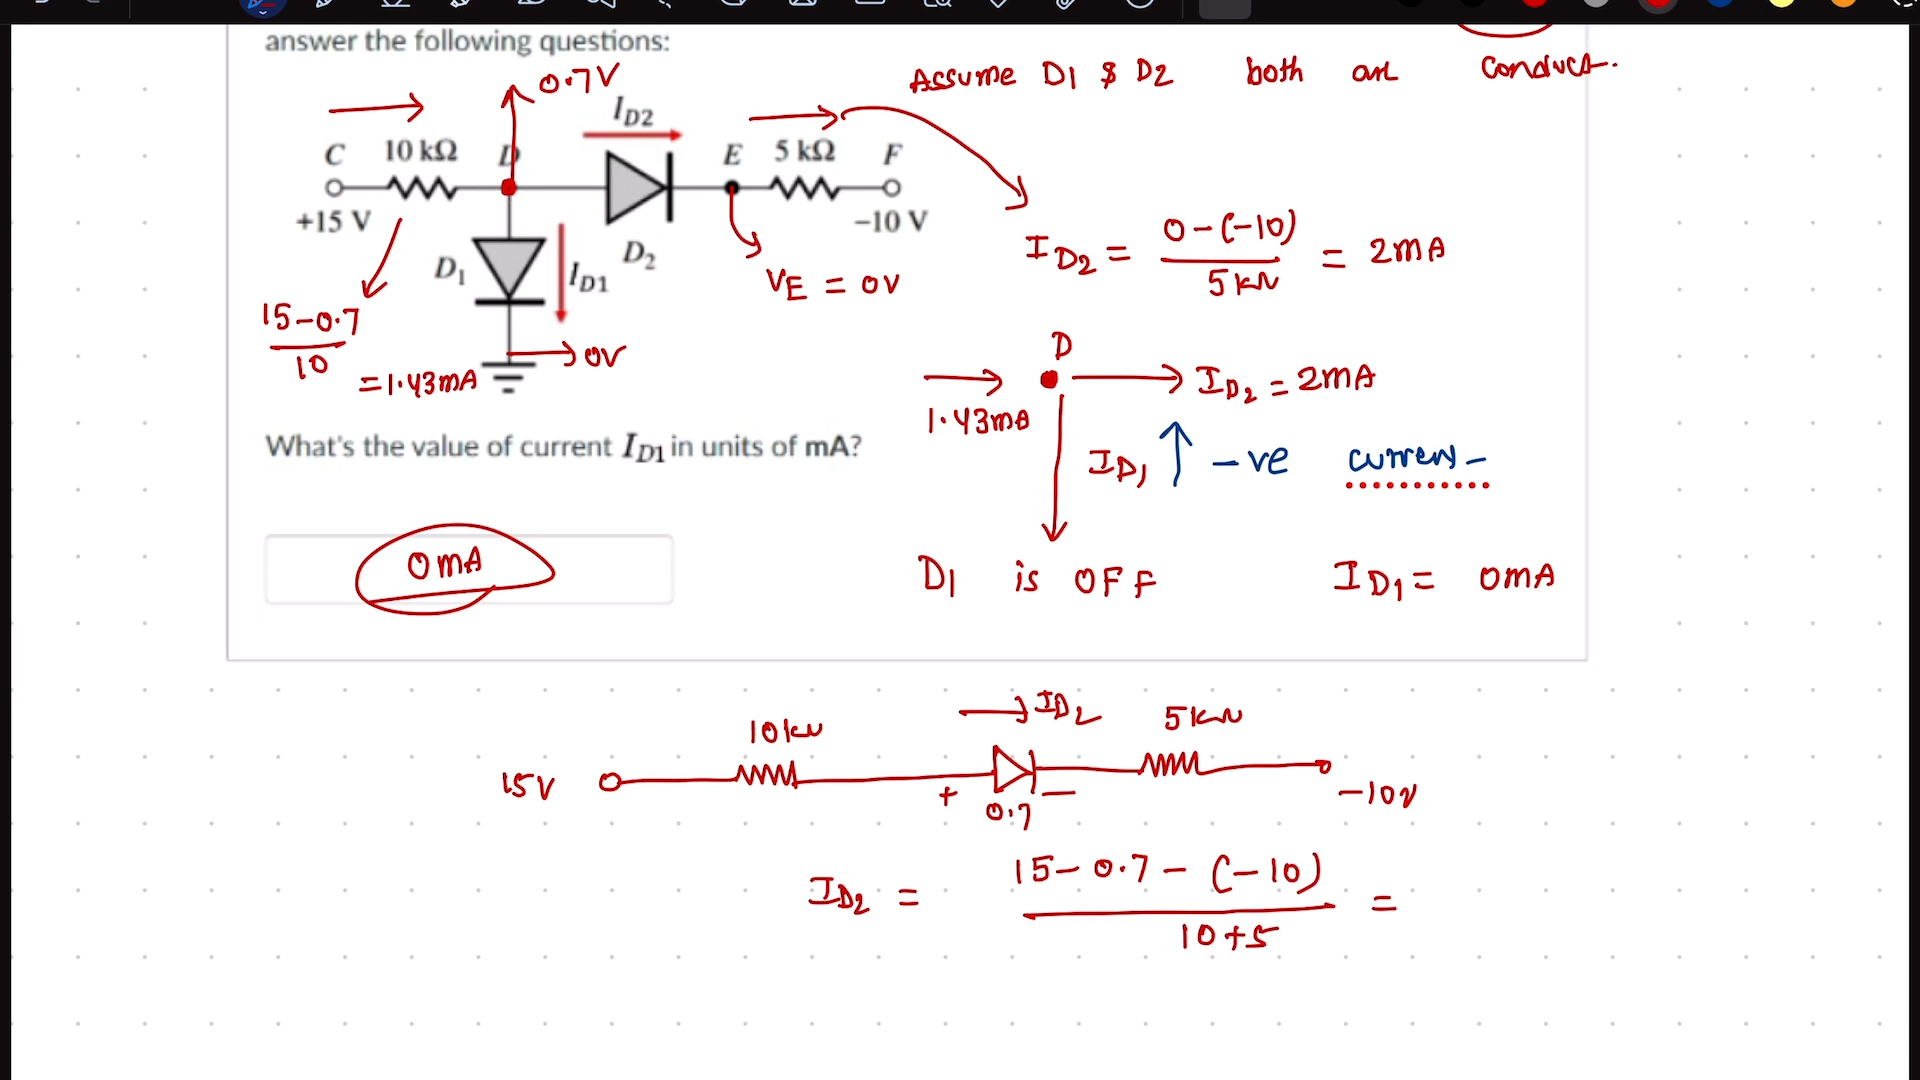 answer the following questions:
Assume D1 & D2 both are conduct.
0.7V
I_D2
C 10 kΩ D E 5 kΩ F
+15 V −10 V
D1 I_D1 D2
V_E = 0V
I_D2 = 0-(-10) / 5kΩ = 2mA
15-0.7 / 10 = 1.43mA
0V
D
1.43mA
I_D2 = 2mA
I_D1 -ve current
What's the value of current I_D1 in units of mA?
0mA
D1 is OFF I_D1 = 0mA
I_D2
10kΩ 5kΩ
15V + 0.7 − -10V
I_D2 = 15-0.7-(-10) / 10+5 =